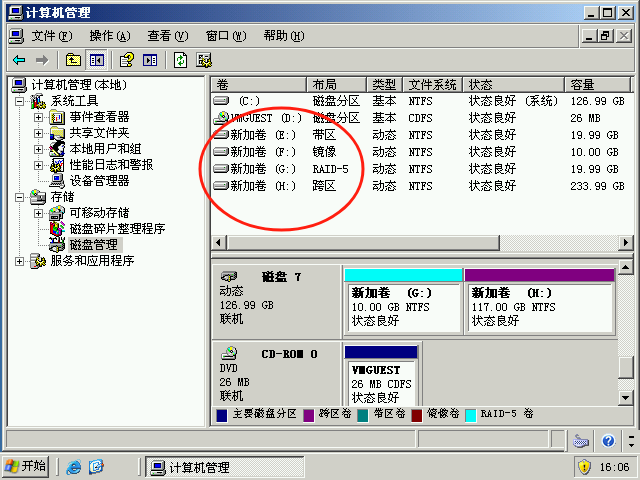 计算机管理
文件(F) 操作(A) 查看(V) 窗口(W) 帮助(H)
计算机管理(本地)
系统工具
事件查看器
共享文件夹
本地用户和组
性能日志和警报
设备管理器
存储
可移动存储
磁盘碎片整理程序
磁盘管理
服务和应用程序
卷 布局 类型 文件系统 状态 容量
(C:) 磁盘分区 基本 NTFS 状态良好 (系统) 126.99 GB
VMGUEST (D:) 磁盘分区 基本 CDFS 状态良好 26 MB
新加卷 (E:) 带区 动态 NTFS 状态良好 19.99 GB
新加卷 (F:) 镜像 动态 NTFS 状态良好 10.00 GB
新加卷 (G:) RAID-5 动态 NTFS 状态良好 19.99 GB
新加卷 (H:) 跨区 动态 NTFS 状态良好 233.99 GB
磁盘 7
动态
126.99 GB
联机
新加卷 (G:)
10.00 GB NTFS
状态良好
新加卷 (H:)
117.00 GB NTFS
状态良好
CD-ROM 0
DVD
26 MB
联机
VMGUEST
26 MB CDFS
状态良好
主要磁盘分区 跨区卷 带区卷 镜像卷 RAID-5 卷
开始 计算机管理 16:06